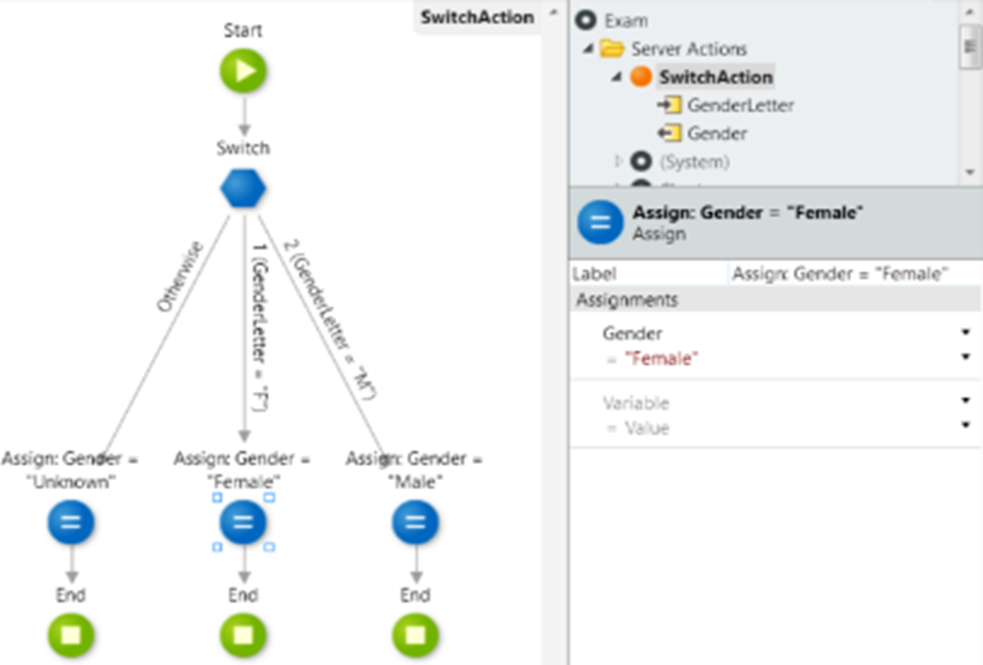 SwitchAction
Start
Switch
Otherwise
1 (GenderLetter = "F")
2 (GenderLetter = "M")
Assign: Gender =
"Unknown"
Assign: Gender =
"Female"
Assign: Gender =
"Male"
End
End
End
Exam
Server Actions
SwitchAction
GenderLetter
Gender
(System)
Assign: Gender = "Female"
Assign
Label Assign: Gender = "Female"
Assignments
Gender
= "Female"
Variable
= Value